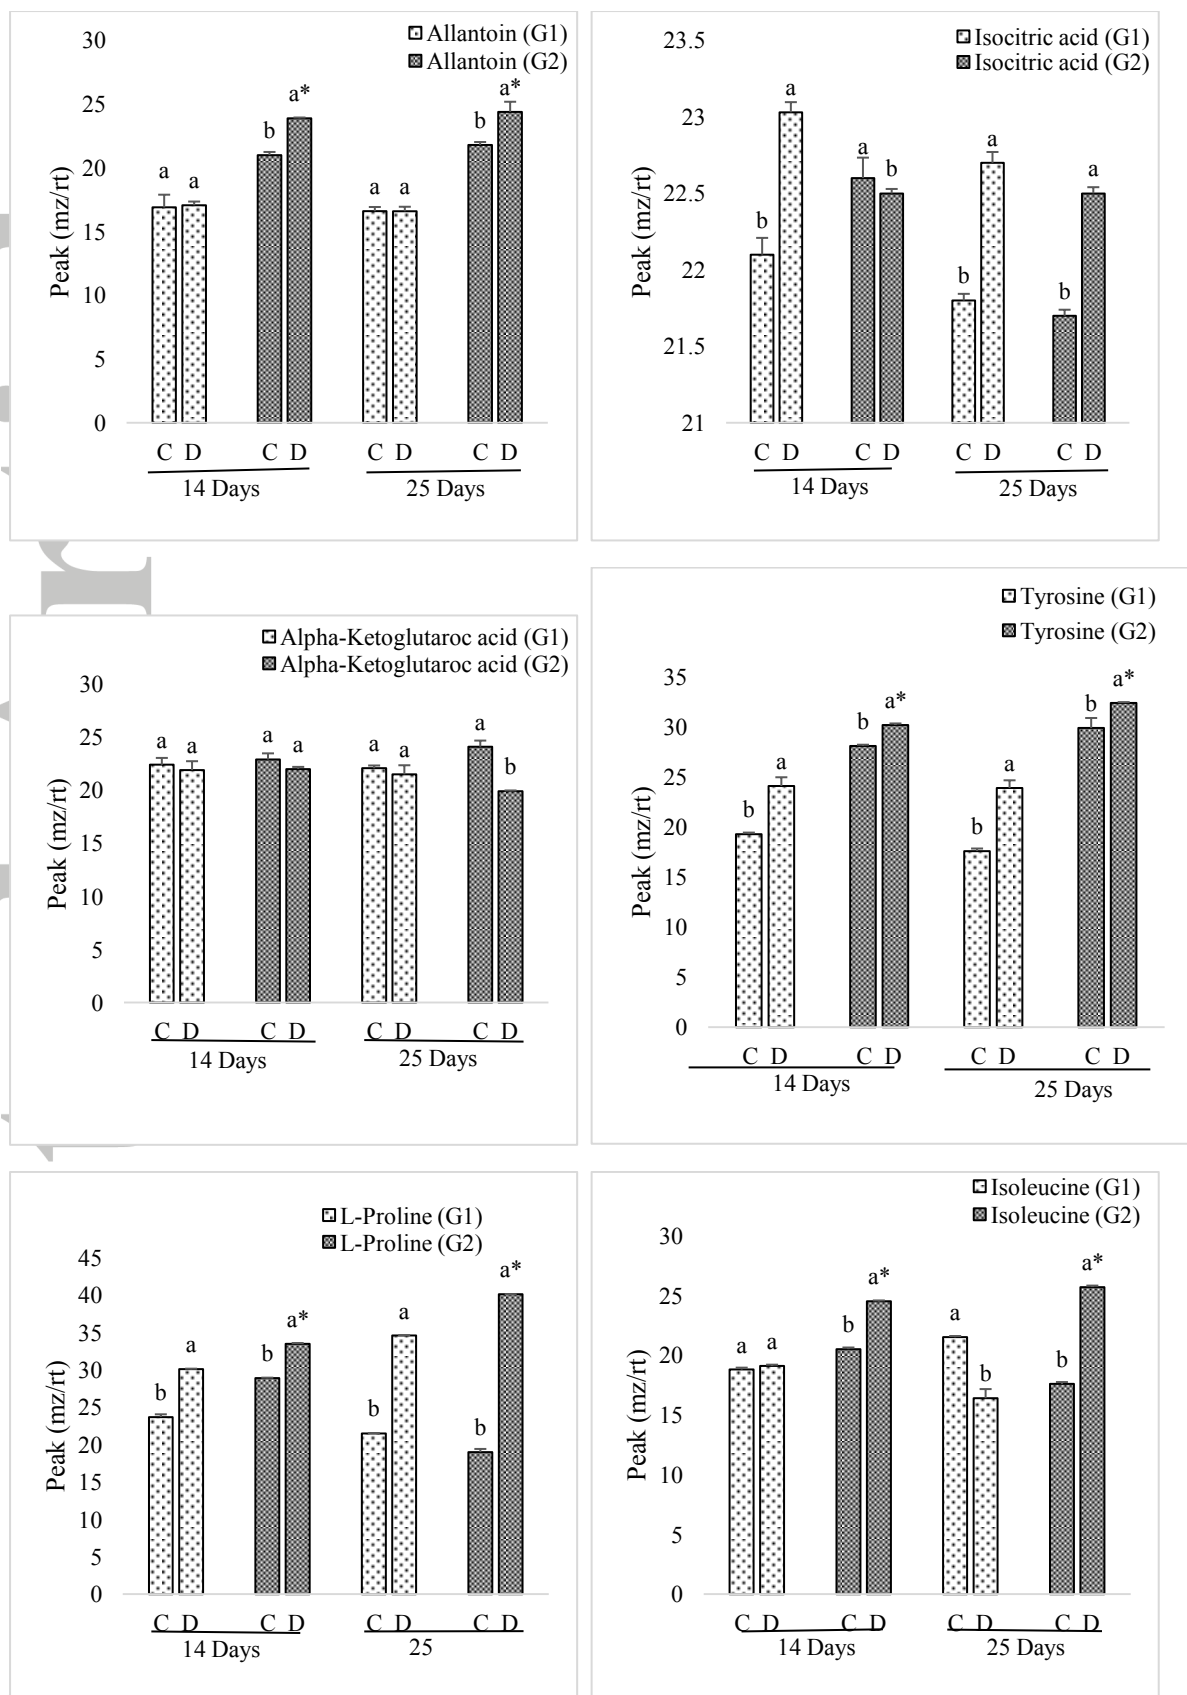 Allantoin (G1)
Allantoin (G2)
30
25
20
15
10
5
0
Peak (mz/rt)
a a b a* a a b a*
C D C D C D C D
14 Days 25 Days
Isocitric acid (G1)
Isocitric acid (G2)
23.5
23
22.5
22
21.5
21
Peak (mz/rt)
b a a b b a b a
C D C D C D C D
14 Days 25 Days
Alpha-Ketoglutaroc acid (G1)
Alpha-Ketoglutaroc acid (G2)
30
25
20
15
10
5
0
Peak (mz/rt)
a a a a a a a b
C D C D C D C D
14 Days 25 Days
Tyrosine (G1)
Tyrosine (G2)
35
30
25
20
15
10
5
0
Peak (mz/rt)
b a b a* b a b a*
C D C D C D C D
14 Days 25 Days
L-Proline (G1)
L-Proline (G2)
45
40
35
30
25
20
15
10
5
0
Peak (mz/rt)
b a b a* b a b a*
C D C D C D C D
14 Days 25
Isoleucine (G1)
Isoleucine (G2)
30
25
20
15
10
5
0
Peak (mz/rt)
a a b a* a b b a*
C D C D C D C D
14 Days 25 Days